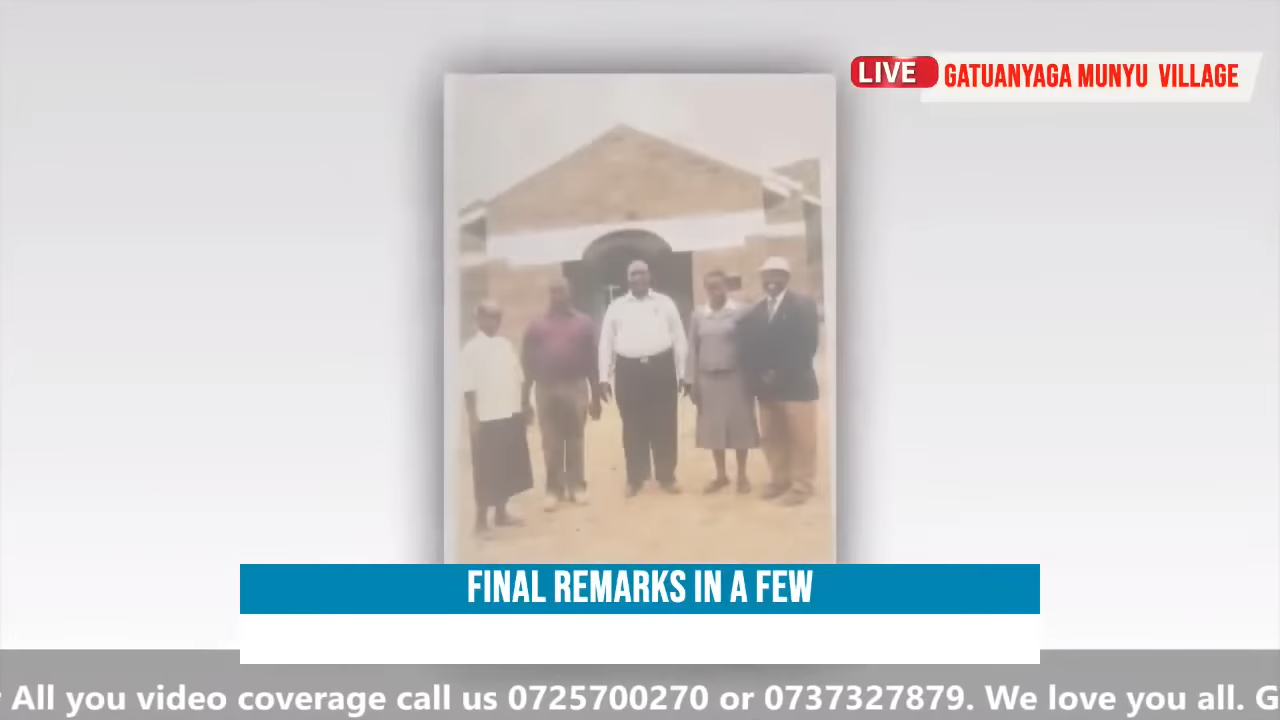 LIVE GATUANYAGA MUNYU VILLAGE
FINAL REMARKS IN A FEW
All you video coverage call us 0725700270 or 0737327879. We love you all. G